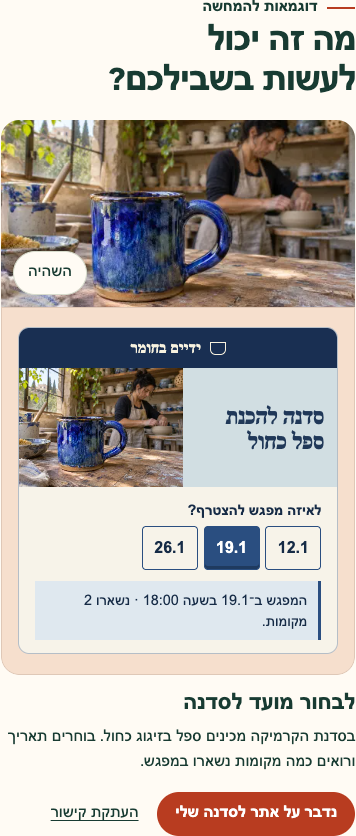 דוגמאות להמחשה
מה זה יכול
לעשות בשבילכם?
השהיה
ידיים בחומר
סדנה להכנת
ספל כחול
לאיזה מפגש להצטרף?
12.1
19.1
26.1
המפגש ב־19.1 בשעה 18:00 · נשארו 2
מקומות.
לבחור מועד לסדנה
בסדנת הקרמיקה מכינים ספל בזיגוג כחול. בוחרים תאריך
ורואים כמה מקומות נשארו במפגש.
נדבר על אתר לסדנה שלי
העתקת קישור